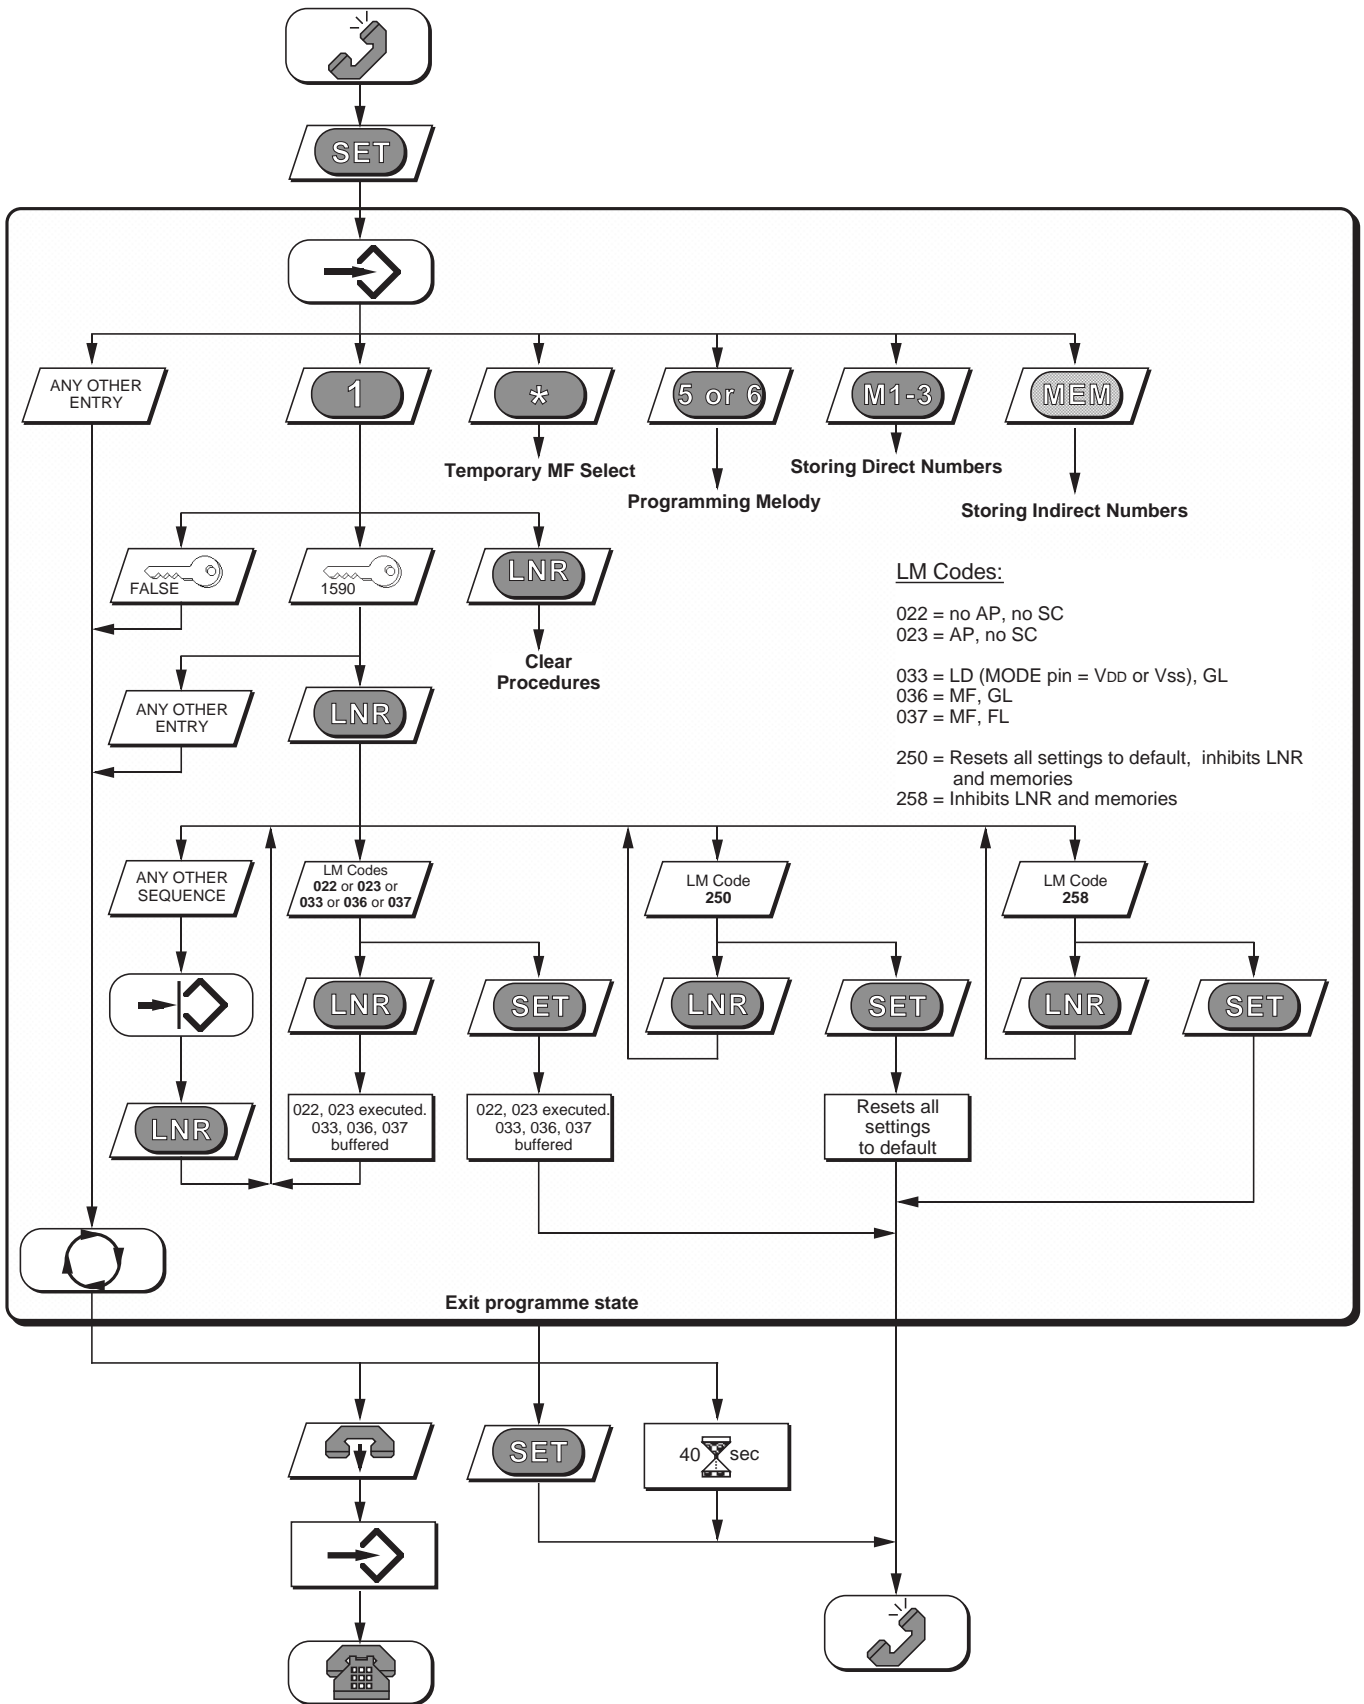 SET
ANY OTHER
ENTRY
1
*
5 or 6
M1-3
MEM
Temporary MF Select
Programming Melody
Storing Direct Numbers
Storing Indirect Numbers
FALSE
1590
LNR
Clear
Procedures
LM Codes:
022 = no AP, no SC
023 = AP, no SC
033 = LD (MODE pin = VDD or Vss), GL
036 = MF, GL
037 = MF, FL
250 = Resets all settings to default, inhibits LNR
and memories
258 = Inhibits LNR and memories
ANY OTHER
ENTRY
LNR
ANY OTHER
SEQUENCE
LM Codes
022 or 023 or
033 or 036 or 037
LM Code
250
LM Code
258
LNR
SET
LNR
SET
LNR
SET
LNR
022, 023 executed.
033, 036, 037
buffered
022, 023 executed.
033, 036, 037
buffered
Resets all
settings
to default
Exit programme state
SET
40 sec